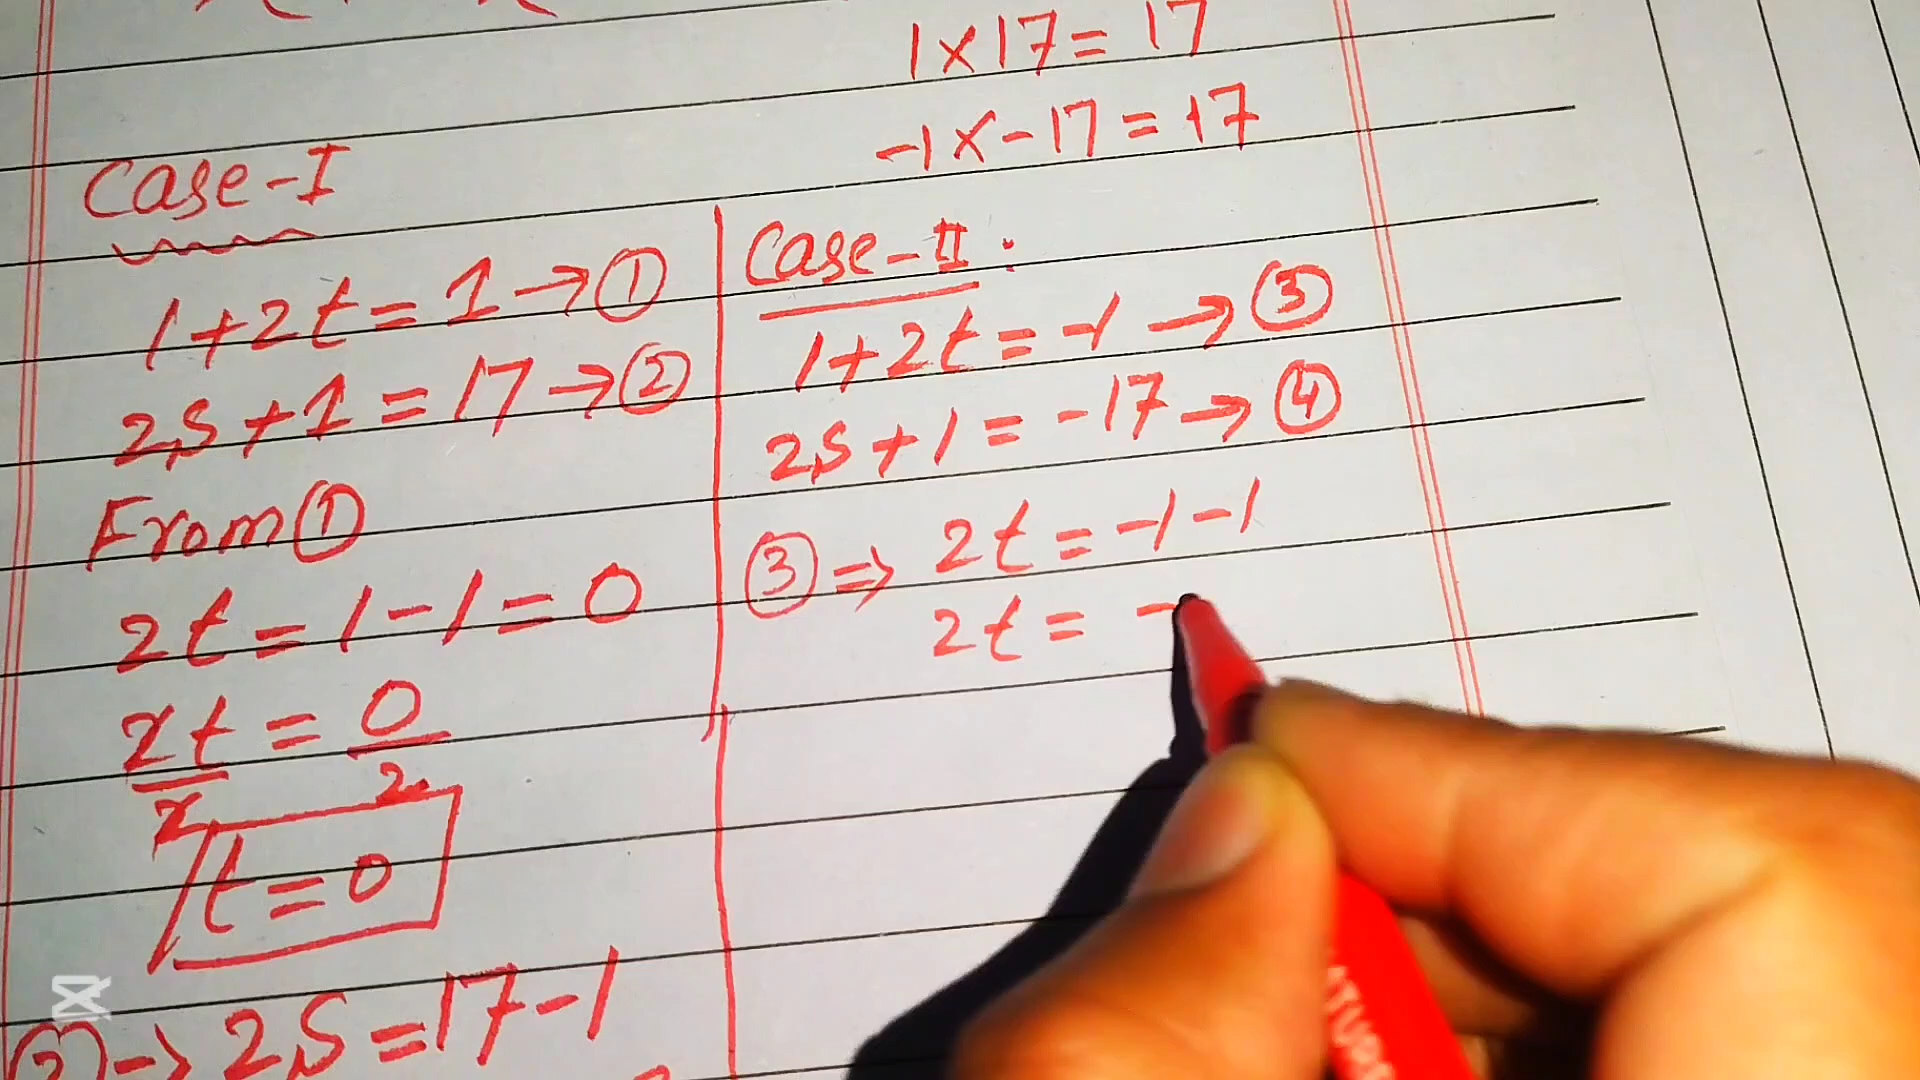 1×17=17
-1×-17=17
Case-I
1+2t=1→①
2s+1=17→②
From①
2t=1-1=0
2t/2=0/2
t=0
②→2s=17-1
Case-II:
1+2t=-1→③
2s+1=-17→④
③⇒2t=-1-1
2t=-